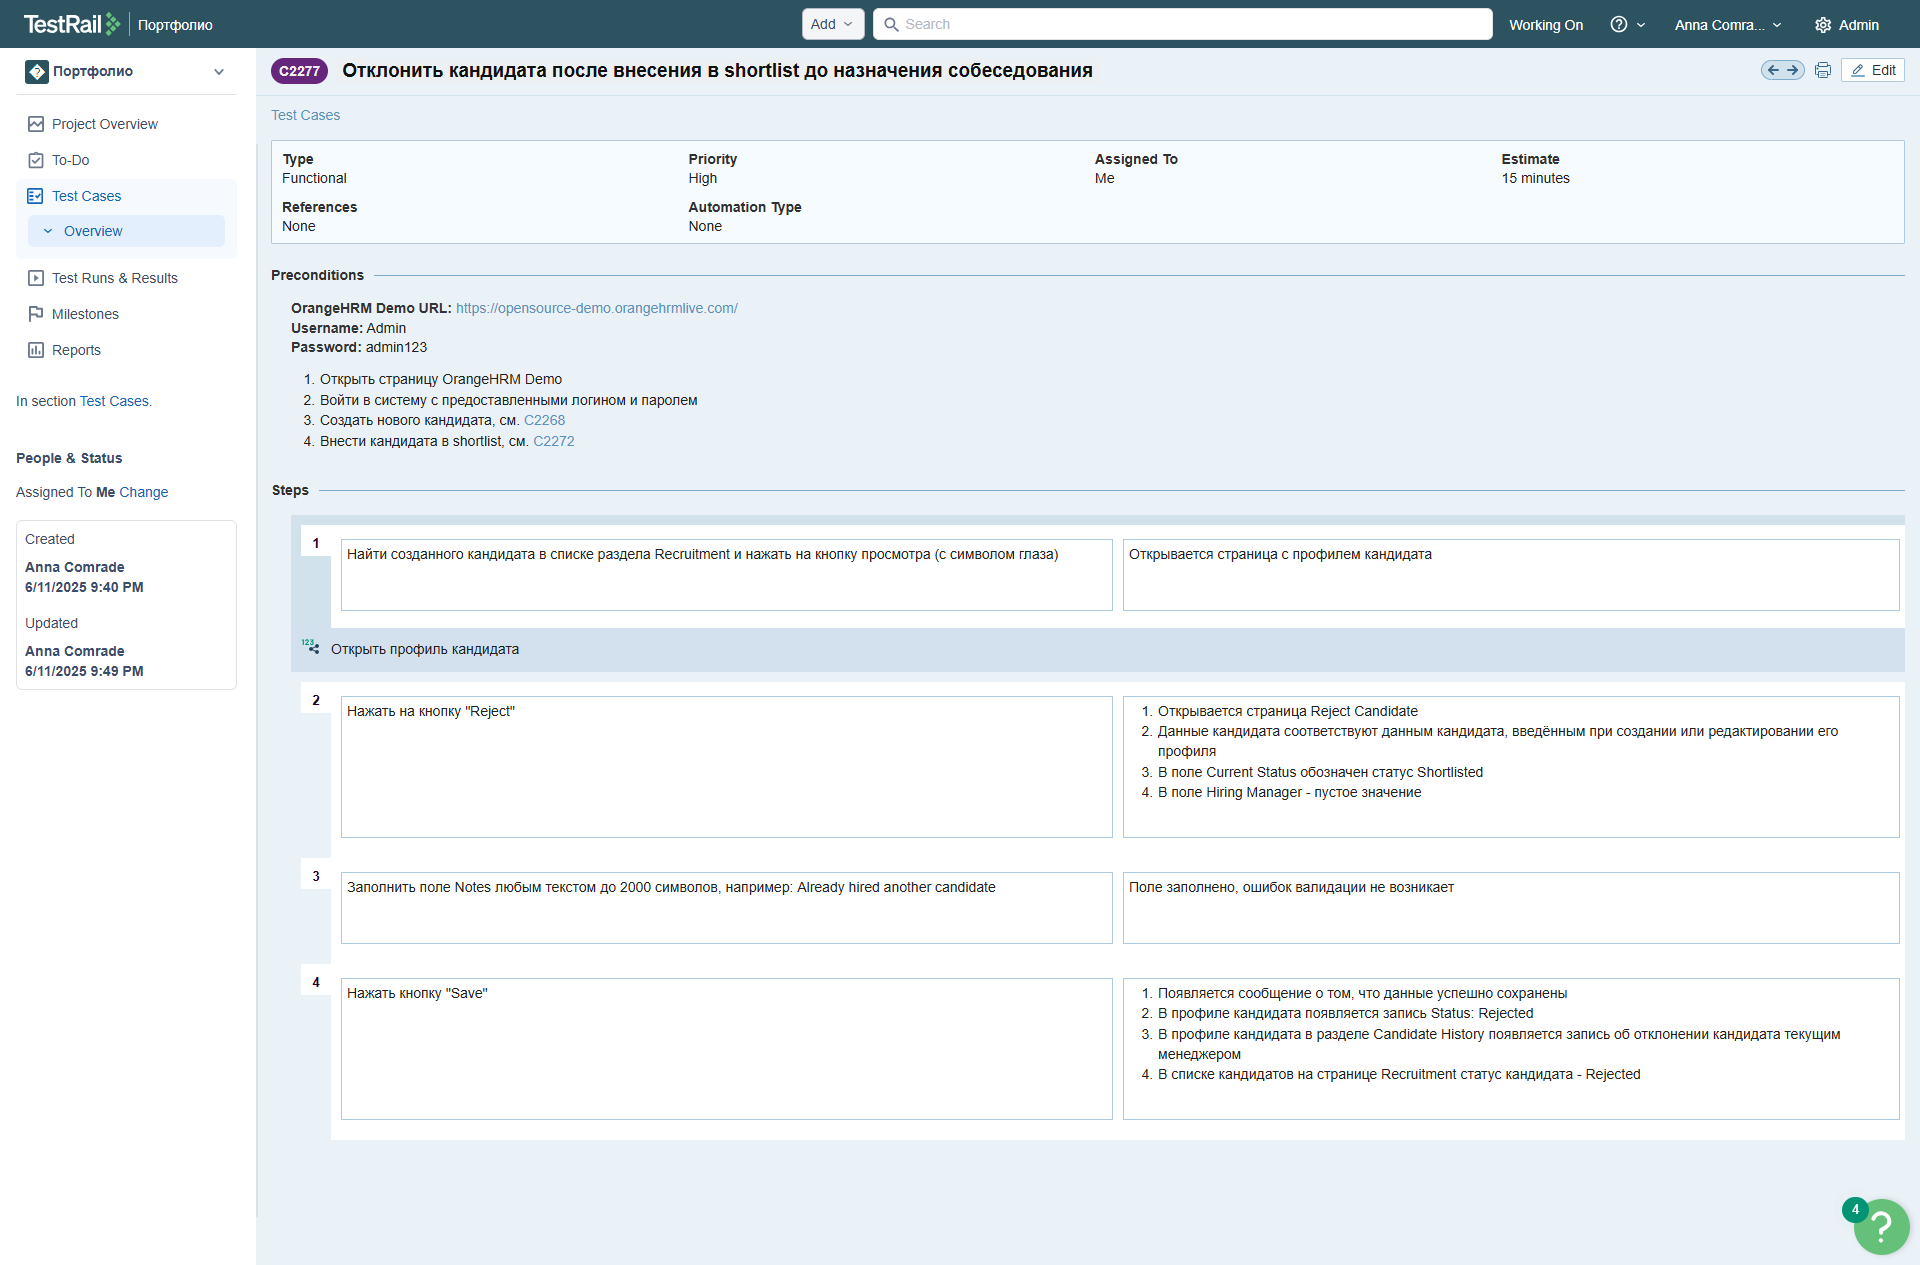 TestRail Портфолио
Add
Search
Working On
Anna Comra...
Admin
Портфолио
Project Overview
To-Do
Test Cases
Overview
Test Runs & Results
Milestones
Reports
In section Test Cases.
People & Status
Assigned To Me Change
Created
Anna Comrade
6/11/2025 9:40 PM
Updated
Anna Comrade
6/11/2025 9:49 PM
C2277 Отклонить кандидата после внесения в shortlist до назначения собеседования
Edit
Test Cases
Type Priority Assigned To Estimate
Functional High Me 15 minutes
References Automation Type
None None
Preconditions
OrangeHRM Demo URL: https://opensource-demo.orangehrmlive.com/
Username: Admin
Password: admin123
1. Открыть страницу OrangeHRM Demo
2. Войти в систему с предоставленными логином и паролем
3. Создать нового кандидата, см. C2268
4. Внести кандидата в shortlist, см. C2272
Steps
1
Найти созданного кандидата в списке раздела Recruitment и нажать на кнопку просмотра (с символом глаза)
Открывается страница с профилем кандидата
123
Открыть профиль кандидата
2
Нажать на кнопку "Reject"
1. Открывается страница Reject Candidate
2. Данные кандидата соответствуют данным кандидата, введённым при создании или редактировании его
профиля
3. В поле Current Status обозначен статус Shortlisted
4. В поле Hiring Manager - пустое значение
3
Заполнить поле Notes любым текстом до 2000 символов, например: Already hired another candidate
Поле заполнено, ошибок валидации не возникает
4
Нажать кнопку "Save"
1. Появляется сообщение о том, что данные успешно сохранены
2. В профиле кандидата появляется запись Status: Rejected
3. В профиле кандидата в разделе Candidate History появляется запись об отклонении кандидата текущим
менеджером
4. В списке кандидатов на странице Recruitment статус кандидата - Rejected
4
?